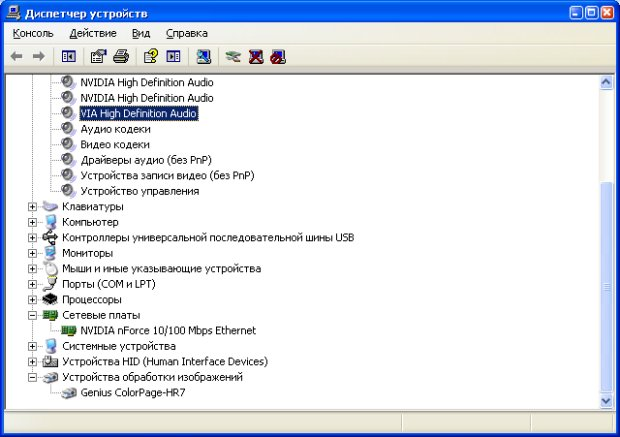 Диспетчер устройств
Консоль Действие Вид Справка
NVIDIA High Definition Audio
NVIDIA High Definition Audio
VIA High Definition Audio
Аудио кодеки
Видео кодеки
Драйверы аудио (без PnP)
Устройства записи видео (без PnP)
Устройство управления
Клавиатуры
Компьютер
Контроллеры универсальной последовательной шины USB
Мониторы
Мыши и иные указывающие устройства
Порты (COM и LPT)
Процессоры
Сетевые платы
NVIDIA nForce 10/100 Mbps Ethernet
Системные устройства
Устройства HID (Human Interface Devices)
Устройства обработки изображений
Genius ColorPage-HR7